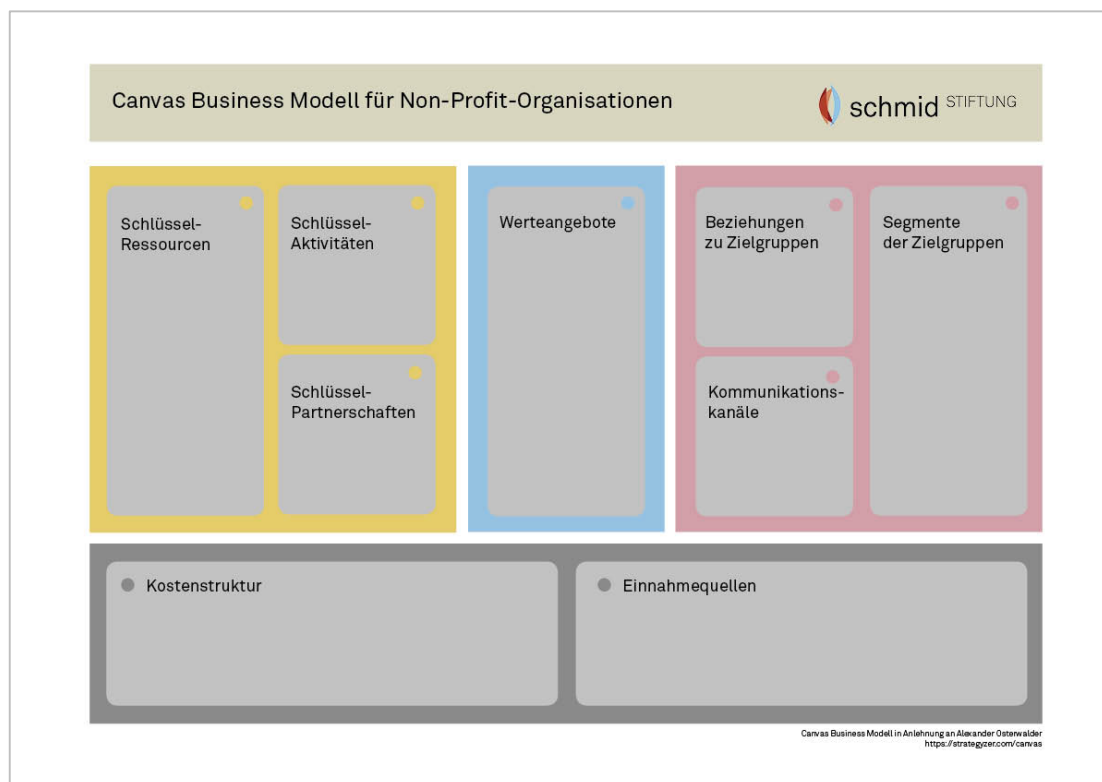 Canvas Business Modell für Non-Profit-Organisationen
schmid STIFTUNG
Schlüssel-
Ressourcen
Schlüssel-
Aktivitäten
Schlüssel-
Partnerschaften
Werteangebote
Beziehungen
zu Zielgruppen
Kommunikations-
kanäle
Segmente
der Zielgruppen
Kostenstruktur
Einnahmequellen
Canvas Business Modell in Anlehnung an Alexander Osterwalder
https://strategyzer.com/canvas